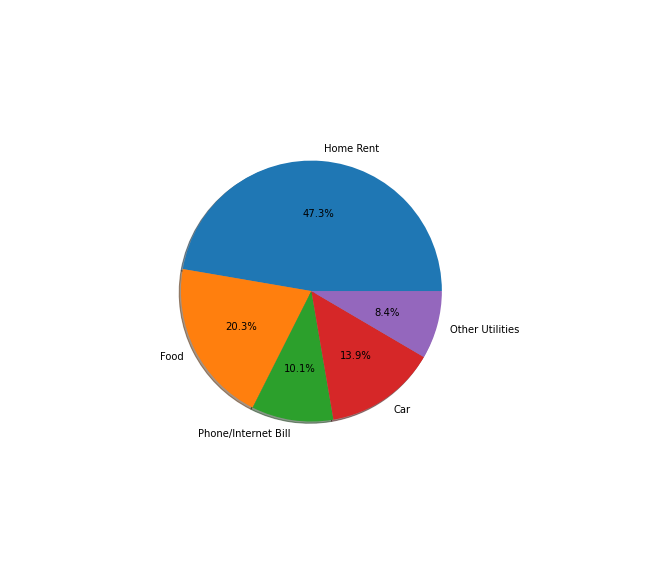 Home Rent
47.3%
8.4%
20.3%
Other Utilities
13.9%
Food
10.1%
Car
Phone/Internet Bill